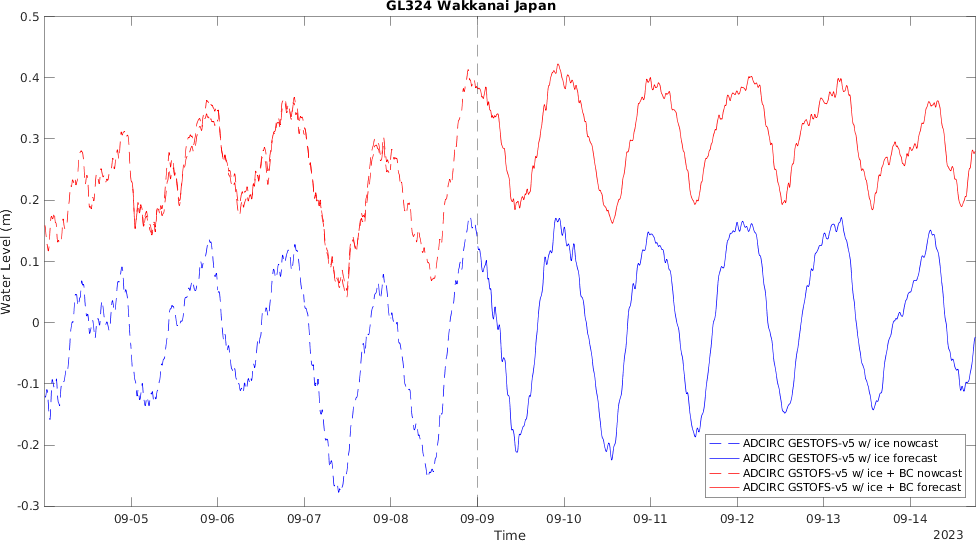 GL324 Wakkanai Japan
0.5
0.4
0.3
0.2
0.1
0
-0.1
-0.2
-0.3
Water Level (m)
ADCIRC GESTOFS-v5 w/ ice nowcast
ADCIRC GESTOFS-v5 w/ ice forecast
ADCIRC GSTOFS-v5 w/ ice + BC nowcast
ADCIRC GSTOFS-v5 w/ ice + BC forecast
09-05 09-06 09-07 09-08 09-09 09-10 09-11 09-12 09-13 09-14
Time
2023